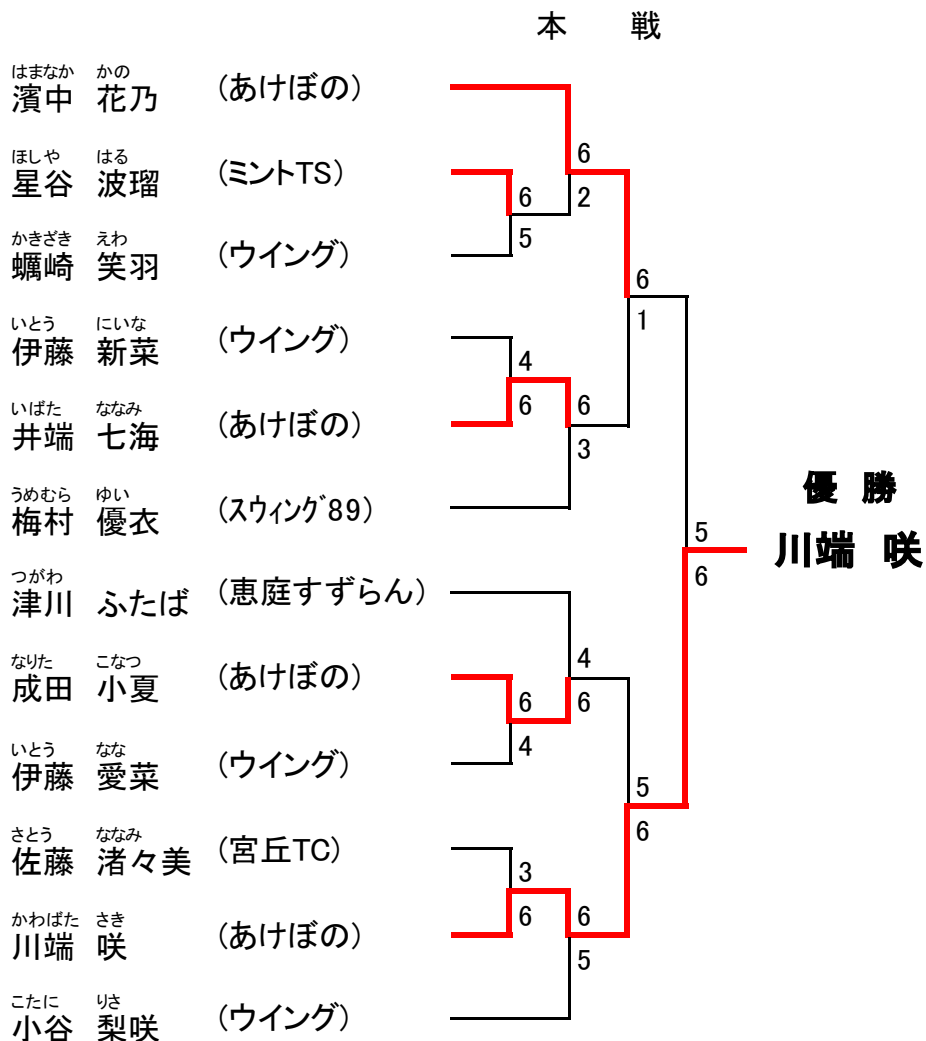 本 戦
はまなか かの
濱中 花乃 (あけぼの)
ほしや はる
星谷 波瑠 (ミントTS)
かきざき えわ
蠣崎 笑羽 (ウイング)
いとう にいな
伊藤 新菜 (ウイング)
いばた ななみ
井端 七海 (あけぼの)
うめむら ゆい
梅村 優衣 (スウィング89)
つがわ
津川 ふたば (恵庭すずらん)
なりた こなつ
成田 小夏 (あけぼの)
いとう なな
伊藤 愛菜 (ウイング)
さとう ななみ
佐藤 渚々美 (宮丘TC)
かわばた さき
川端 咲 (あけぼの)
こたに りさ
小谷 梨咲 (ウイング)
6
5
4
6
6
4
3
6
6
2
6
3
4
6
6
5
6
1
5
6
5
6
優 勝
川端 咲